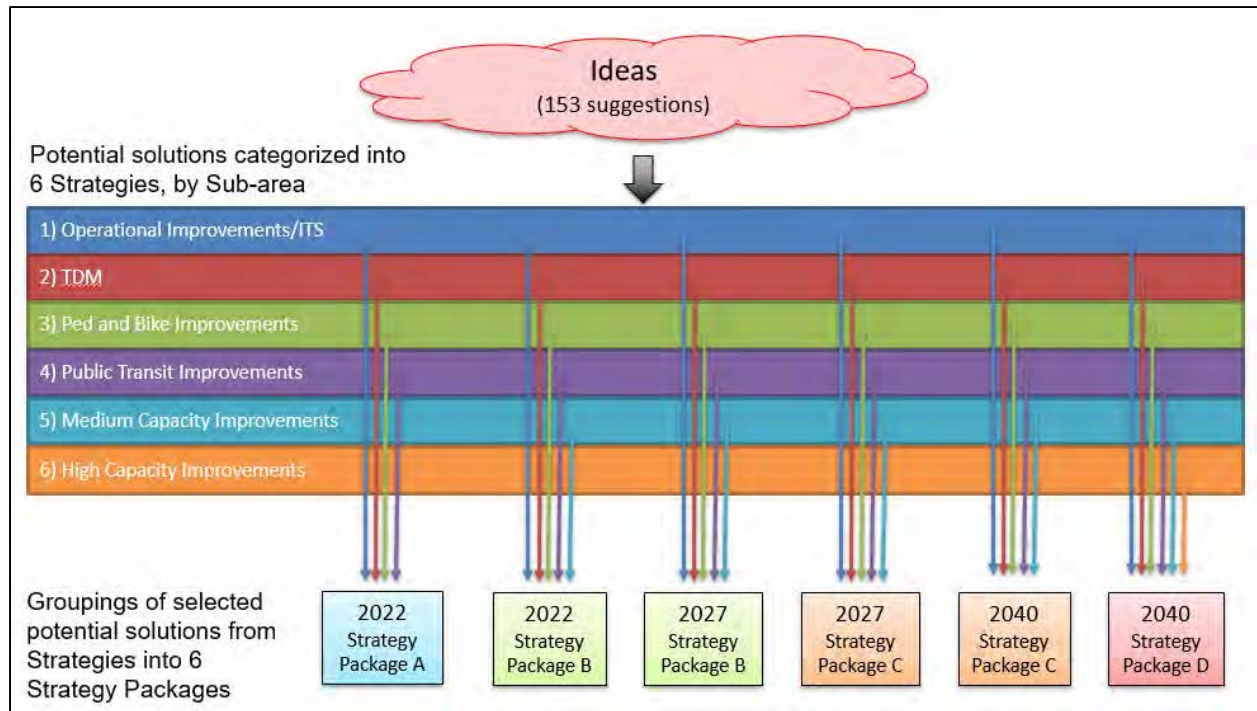 Ideas
(153 suggestions)
Potential solutions categorized into
6 Strategies, by Sub-area
1) Operational Improvements/ITS
2) TDM
3) Ped and Bike Improvements
4) Public Transit Improvements
5) Medium Capacity Improvements
6) High Capacity Improvements
Groupings of selected
potential solutions from
Strategies into 6
Strategy Packages
2022
Strategy
Package A
2022
Strategy
Package B
2027
Strategy
Package B
2027
Strategy
Package C
2040
Strategy
Package C
2040
Strategy
Package D